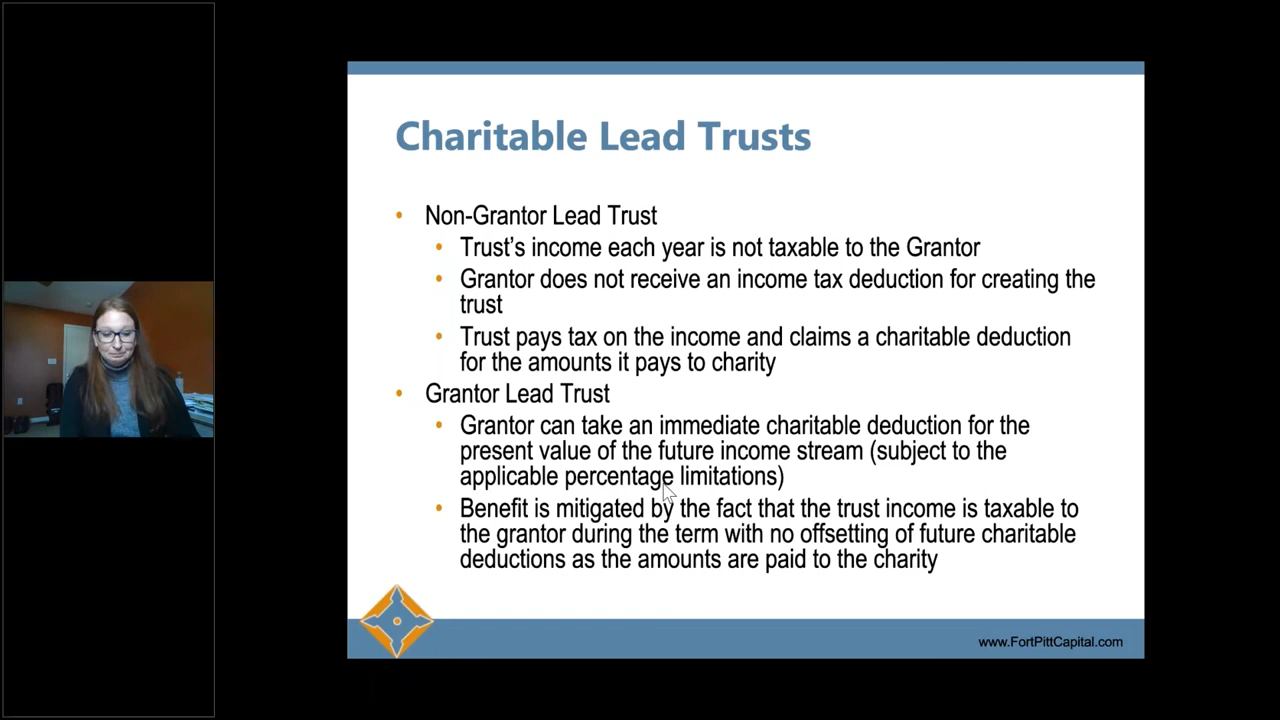 Charitable Lead Trusts
• Non-Grantor Lead Trust
• Trust's income each year is not taxable to the Grantor
• Grantor does not receive an income tax deduction for creating the
trust
• Trust pays tax on the income and claims a charitable deduction
for the amounts it pays to charity
• Grantor Lead Trust
• Grantor can take an immediate charitable deduction for the
present value of the future income stream (subject to the
applicable percentage limitations)
• Benefit is mitigated by the fact that the trust income is taxable to
the grantor during the term with no offsetting of future charitable
deductions as the amounts are paid to the charity
www.FortPittCapital.com